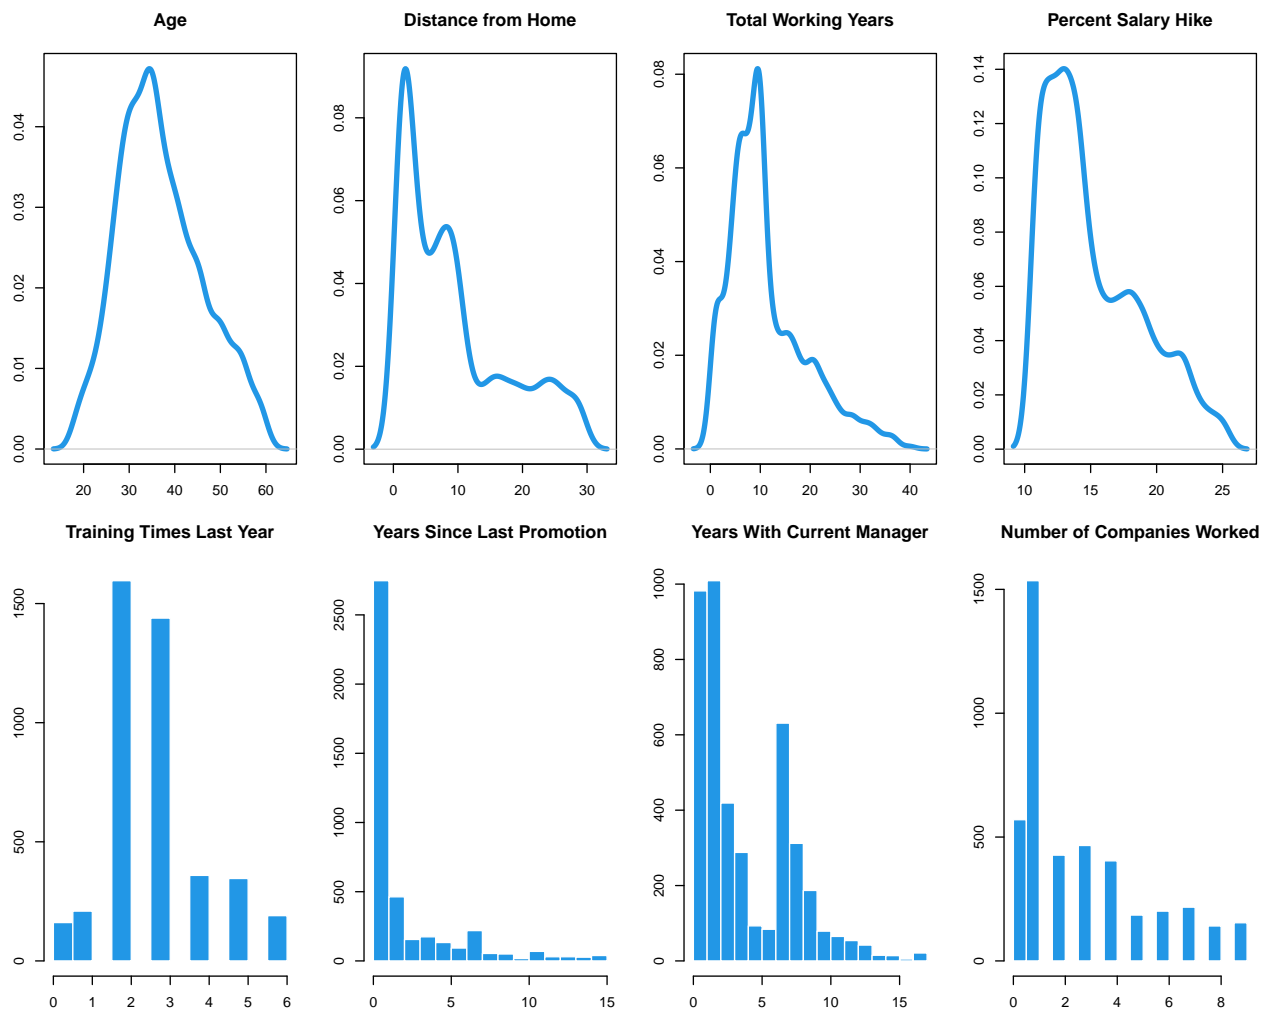 Age
Distance from Home
Total Working Years
Percent Salary Hike
0.00 0.01 0.02 0.03 0.04
20 30 40 50 60
0.00 0.02 0.04 0.06 0.08
0 10 20 30
0.00 0.02 0.04 0.06 0.08
0 10 20 30 40
0.00 0.02 0.04 0.06 0.08 0.10 0.12 0.14
10 15 20 25
Training Times Last Year
Years Since Last Promotion
Years With Current Manager
Number of Companies Worked
0 500 1000 1500
0 1 2 3 4 5 6
0 500 1000 1500 2000 2500
0 5 10 15
0 200 400 600 800 1000
0 5 10 15
0 500 1000 1500
0 2 4 6 8